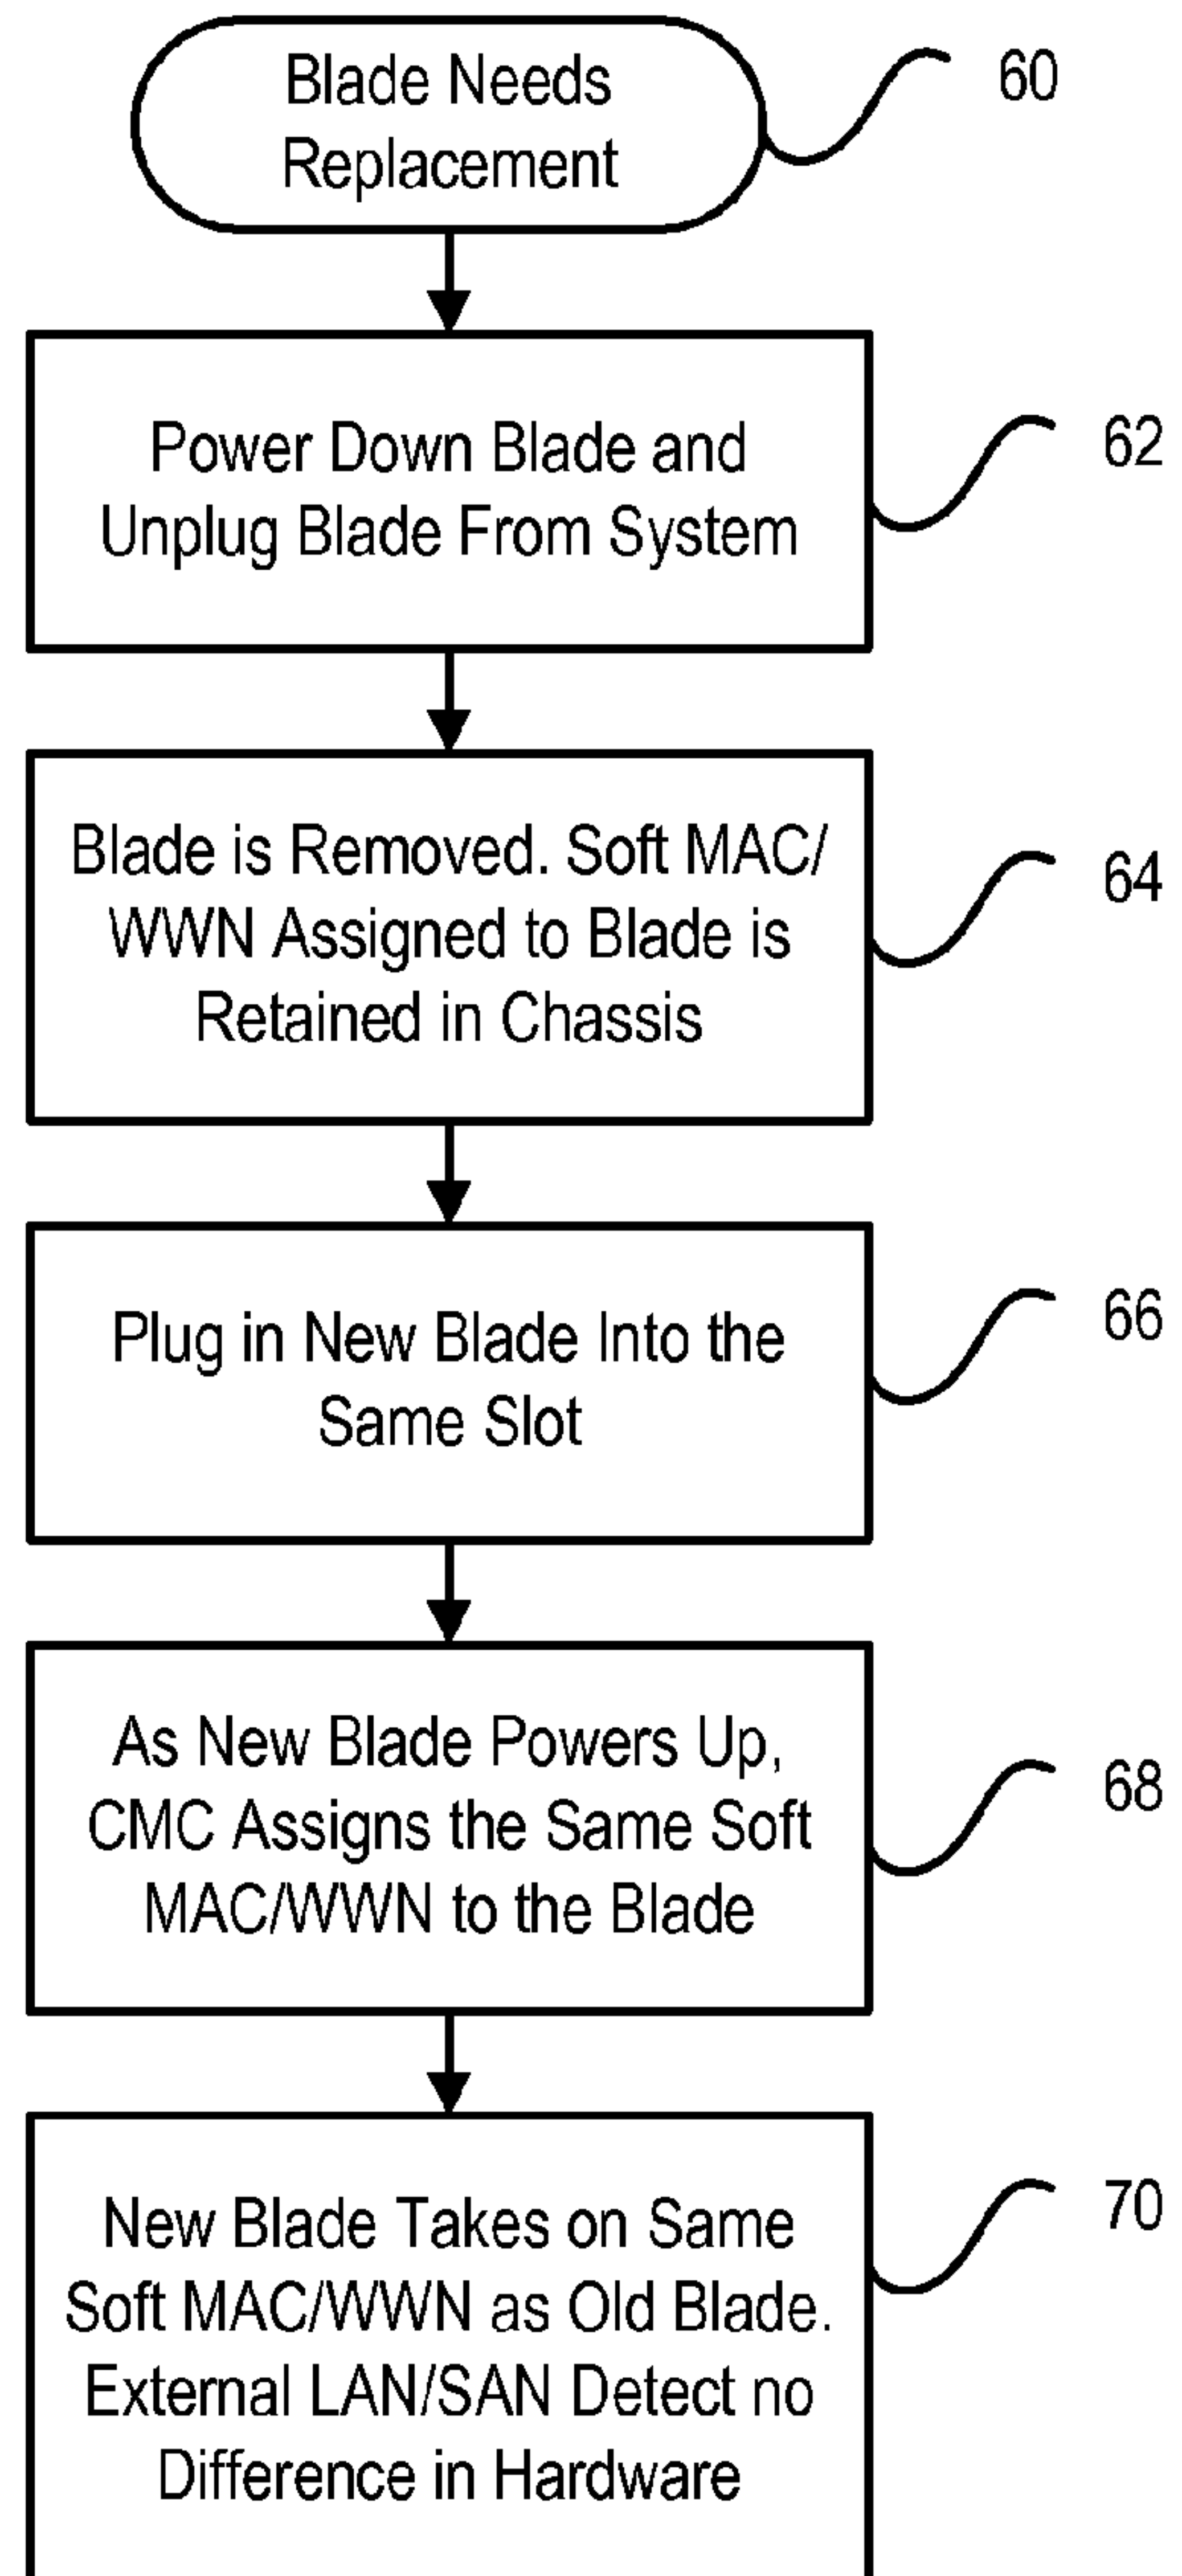 Blade Needs
Replacement
60
Power Down Blade and
Unplug Blade From System
62
Blade is Removed. Soft MAC/
WWN Assigned to Blade is
Retained in Chassis
64
Plug in New Blade Into the
Same Slot
66
As New Blade Powers Up,
CMC Assigns the Same Soft
MAC/WWN to the Blade
68
New Blade Takes on Same
Soft MAC/WWN as Old Blade.
External LAN/SAN Detect no
Difference in Hardware
70